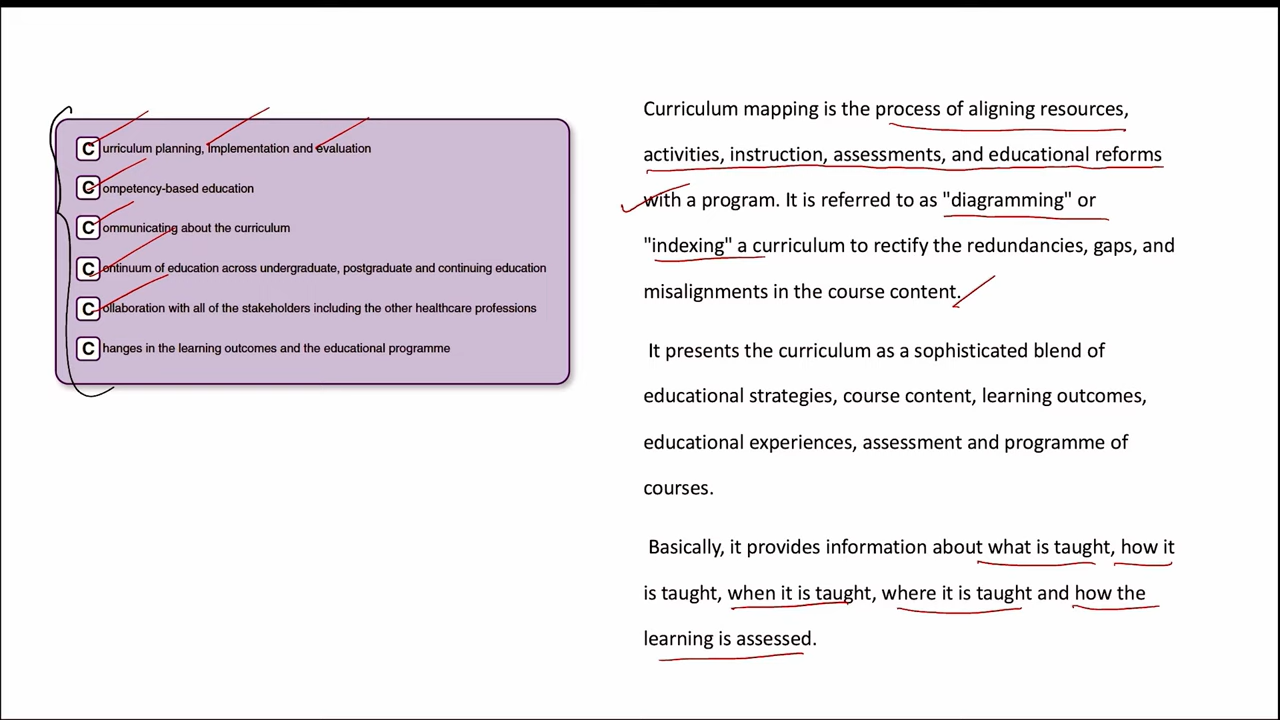 Curriculum planning, implementation and evaluation
Competency-based education
Communicating about the curriculum
Continuum of education across undergraduate, postgraduate and continuing education
Collaboration with all of the stakeholders including the other healthcare professions
Changes in the learning outcomes and the educational programme
Curriculum mapping is the process of aligning resources,
activities, instruction, assessments, and educational reforms
with a program. It is referred to as "diagramming" or
"indexing" a curriculum to rectify the redundancies, gaps, and
misalignments in the course content.
It presents the curriculum as a sophisticated blend of
educational strategies, course content, learning outcomes,
educational experiences, assessment and programme of
courses.
Basically, it provides information about what is taught, how it
is taught, when it is taught, where it is taught and how the
learning is assessed.